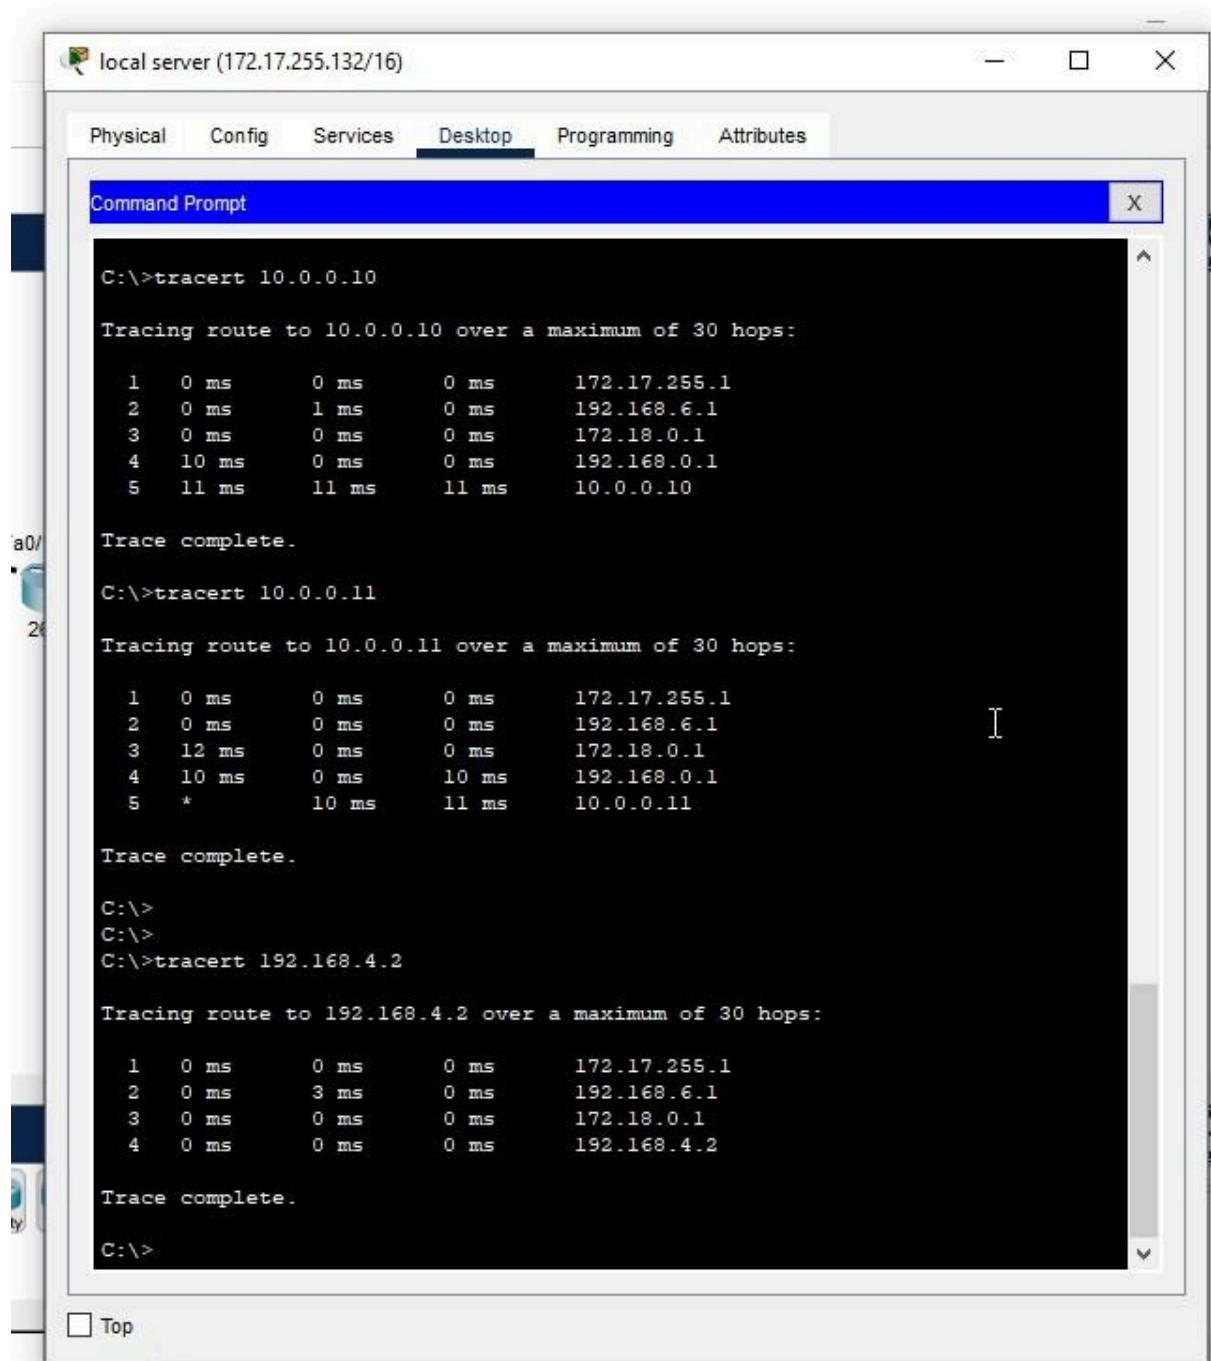 local server (172.17.255.132/16)
Physical Config Services Desktop Programming Attributes
Command Prompt X
C:\>tracert 10.0.0.10
Tracing route to 10.0.0.10 over a maximum of 30 hops:
1 0 ms 0 ms 0 ms 172.17.255.1
2 0 ms 1 ms 0 ms 192.168.6.1
3 0 ms 0 ms 0 ms 172.18.0.1
4 10 ms 0 ms 0 ms 192.168.0.1
5 11 ms 11 ms 11 ms 10.0.0.10
Trace complete.
C:\>tracert 10.0.0.11
Tracing route to 10.0.0.11 over a maximum of 30 hops:
1 0 ms 0 ms 0 ms 172.17.255.1
2 0 ms 0 ms 0 ms 192.168.6.1
3 12 ms 0 ms 0 ms 172.18.0.1
4 10 ms 0 ms 10 ms 192.168.0.1
5 * 10 ms 11 ms 10.0.0.11
Trace complete.
C:\>
C:\>
C:\>tracert 192.168.4.2
Tracing route to 192.168.4.2 over a maximum of 30 hops:
1 0 ms 0 ms 0 ms 172.17.255.1
2 0 ms 3 ms 0 ms 192.168.6.1
3 0 ms 0 ms 0 ms 172.18.0.1
4 0 ms 0 ms 0 ms 192.168.4.2
Trace complete.
C:\>
Top